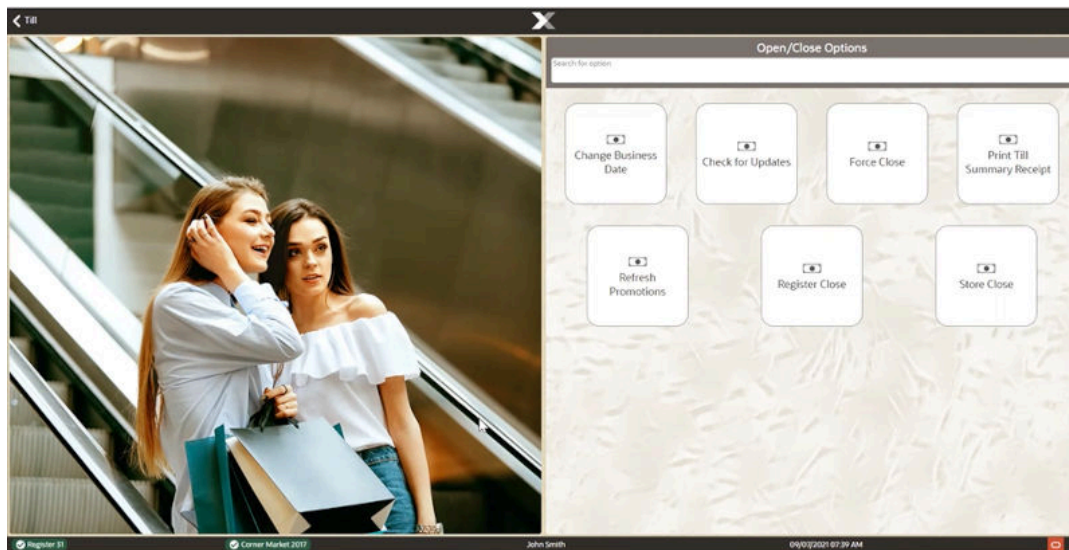 Till
Open/Close Options
Search for option
Change Business
Date
Check for Updates
Force Close
Print Till
Summary Receipt
Refresh
Promotions
Register Close
Store Close
Register 31
Corner Market 2017
John Smith
09/03/2021 07:39 AM